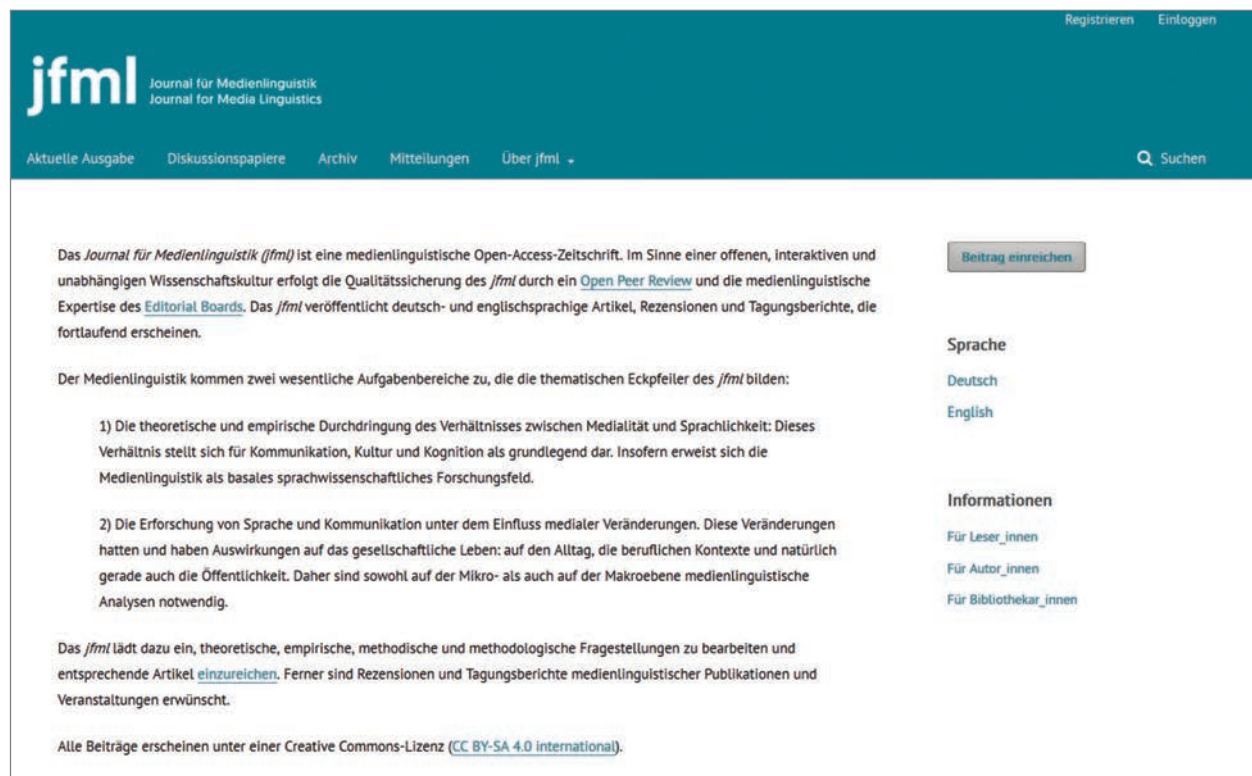 Registrieren Einloggen
jfml Journal für Medienlinguistik
Journal for Media Linguistics
Aktuelle Ausgabe Diskussionspapiere Archiv Mitteilungen Über jfml Suchen
Das Journal für Medienlinguistik (jfml) ist eine medienlinguistische Open-Access-Zeitschrift. Im Sinne einer offenen, interaktiven und
unabhängigen Wissenschaftskultur erfolgt die Qualitätssicherung des jfml durch ein Open Peer Review und die medienlinguistische
Expertise des Editorial Boards. Das jfml veröffentlicht deutsch- und englischsprachige Artikel, Rezensionen und Tagungsberichte, die
fortlaufend erscheinen.
Der Medienlinguistik kommen zwei wesentliche Aufgabenbereiche zu, die die thematischen Eckpfeiler des jfml bilden:
1) Die theoretische und empirische Durchdringung des Verhältnisses zwischen Medialität und Sprachlichkeit: Dieses
Verhältnis stellt sich für Kommunikation, Kultur und Kognition als grundlegend dar. Insofern erweist sich die
Medienlinguistik als basales sprachwissenschaftliches Forschungsfeld.
2) Die Erforschung von Sprache und Kommunikation unter dem Einfluss medialer Veränderungen. Diese Veränderungen
hatten und haben Auswirkungen auf das gesellschaftliche Leben: auf den Alltag, die beruflichen Kontexte und natürlich
gerade auch die Öffentlichkeit. Daher sind sowohl auf der Mikro- als auch auf der Makroebene medienlinguistische
Analysen notwendig.
Das jfml lädt dazu ein, theoretische, empirische, methodische und methodologische Fragestellungen zu bearbeiten und
entsprechende Artikel einzureichen. Ferner sind Rezensionen und Tagungsberichte medienlinguistischer Publikationen und
Veranstaltungen erwünscht.
Alle Beiträge erscheinen unter einer Creative Commons-Lizenz (CC BY-SA 4.0 international).
Beitrag einreichen
Sprache
Deutsch
English
Informationen
Für Leser_innen
Für Autor_innen
Für Bibliothekar_innen